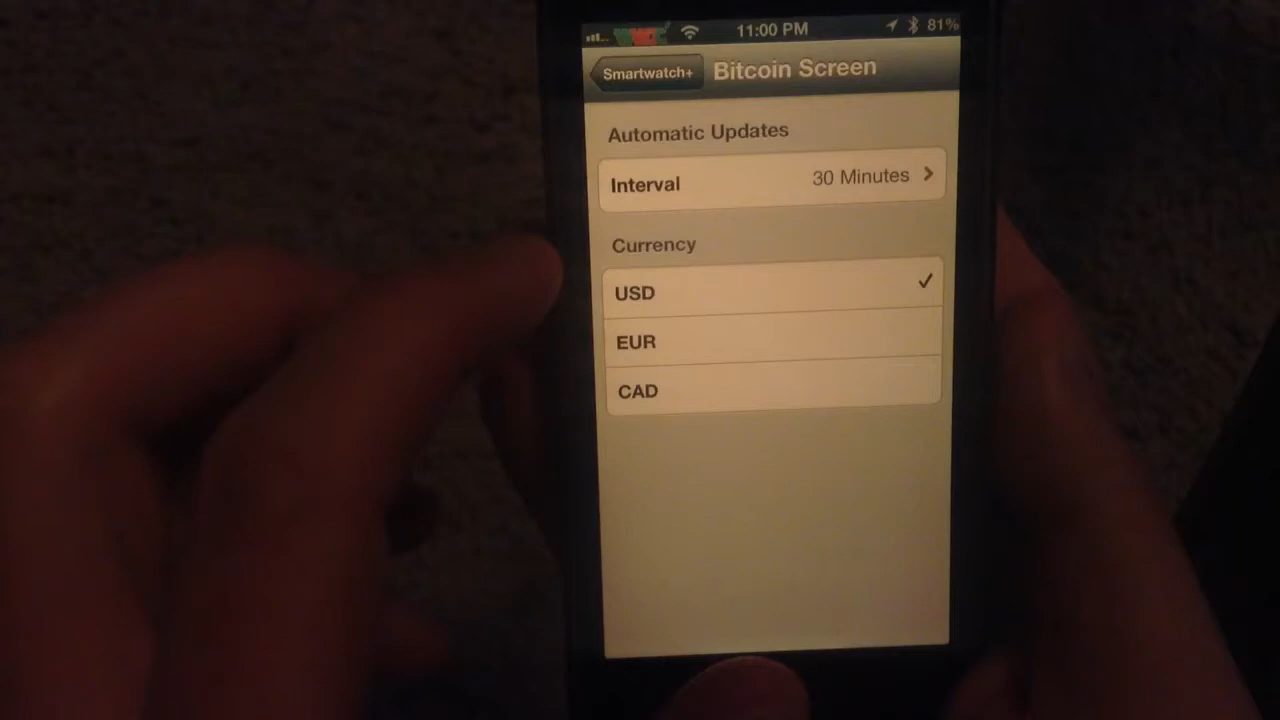 11:00 PM 81%
Smartwatch+ Bitcoin Screen
Automatic Updates
Interval 30 Minutes
Currency
USD
EUR
CAD